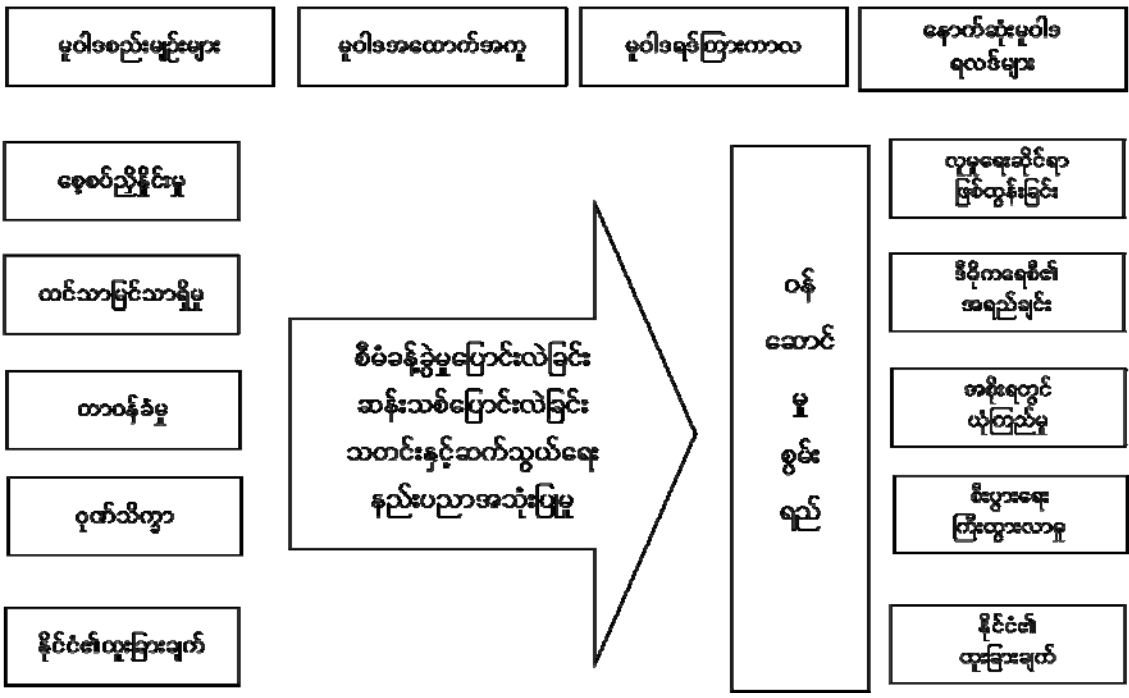 မူဝါဒစည်းမျဉ်းများ
မူဝါဒအထောက်အကူ
မူဝါဒရဒ်ကြားကာလ
နောက်ဆုံးမူဝါဒ
ရလဒ်များ
စေ့စပ်ညှိနှိုင်းမှု
ထင်သာမြင်သာရှိမှု
တာဝန်ခံမှု
ဂုဏ်သိက္ခာ
နိုင်ငံ၏ထူးခြားချက်
စီမံခန့်ခွဲမှုပြောင်းလဲခြင်း
ဆန်းသစ်ပြောင်းလဲခြင်း
သတင်းနှင့်ဆက်သွယ်ရေး
နည်းပညာအသုံးပြုမှု
ဝန်
ဆောင်
မှု
စွမ်း
ရည်
လူမှုရေးဆိုင်ရာ
ဖြစ်ထွန်းခြင်း
ဒီမိုကရေစီ၏
အရည်ချင်း
အစိုးရတွင်
ယုံကြည်မှု
စီးပွားရေး
ကြီးထွားလာမှု
နိုင်ငံ၏
ထူးခြားချက်